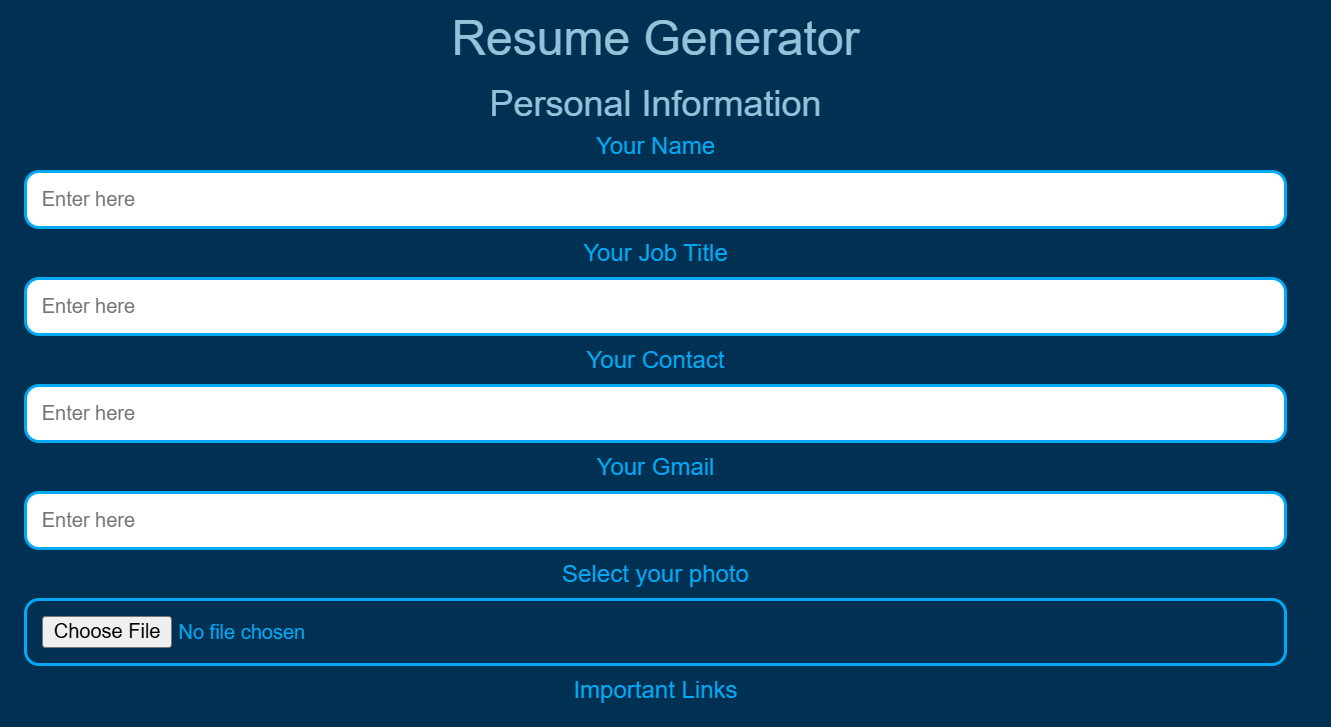 Resume Generator
Personal Information
Your Name
Enter here
Your Job Title
Enter here
Your Contact
Enter here
Your Gmail
Enter here
Select your photo
Choose File No file chosen
Important Links